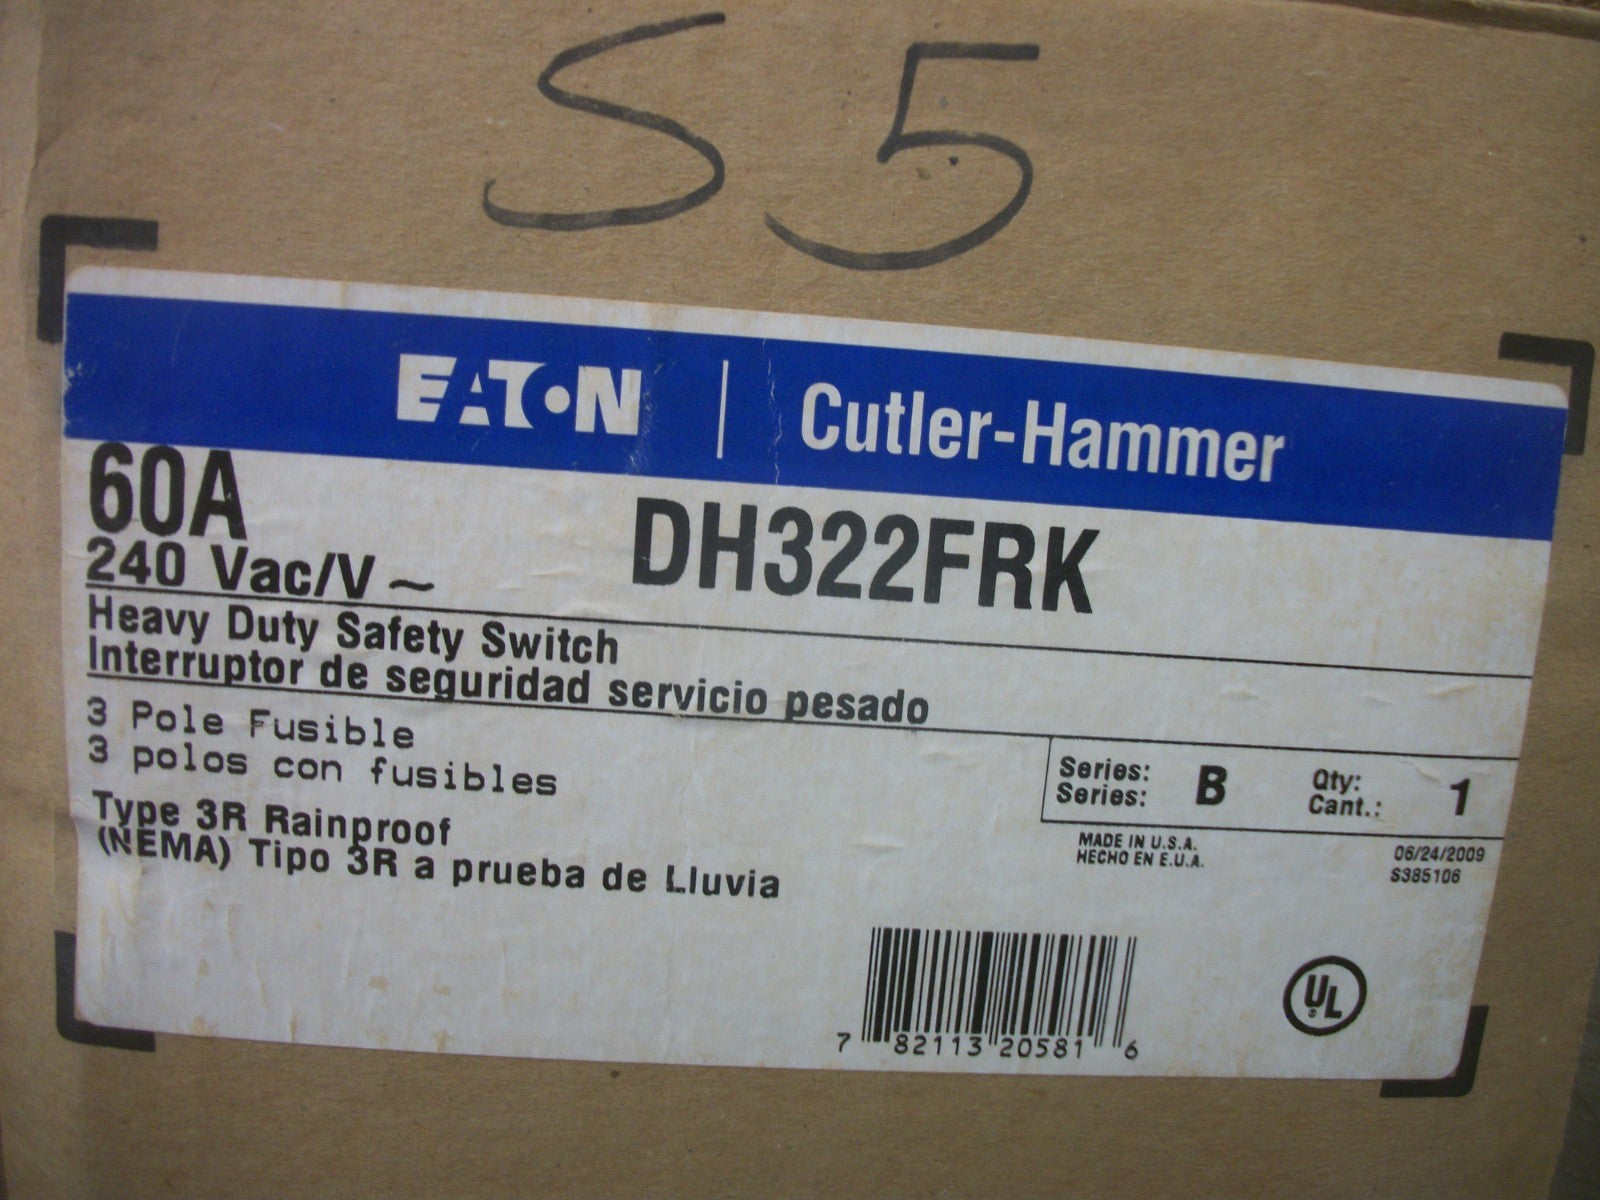 S5
EATON | Cutler-Hammer
60A
240 Vac/V ~
DH322FRK
Heavy Duty Safety Switch
Interruptor de seguridad servicio pesado
3 Pole Fusible
3 polos con fusibles
Type 3R Rainproof
(NEMA) Tipo 3R a prueba de Lluvia
Series: B Qty: 1
Series: Cant.:
MADE IN U.S.A.
HECHO EN E.U.A.
06/24/2009
S385106
7 82113 20581 6
UL